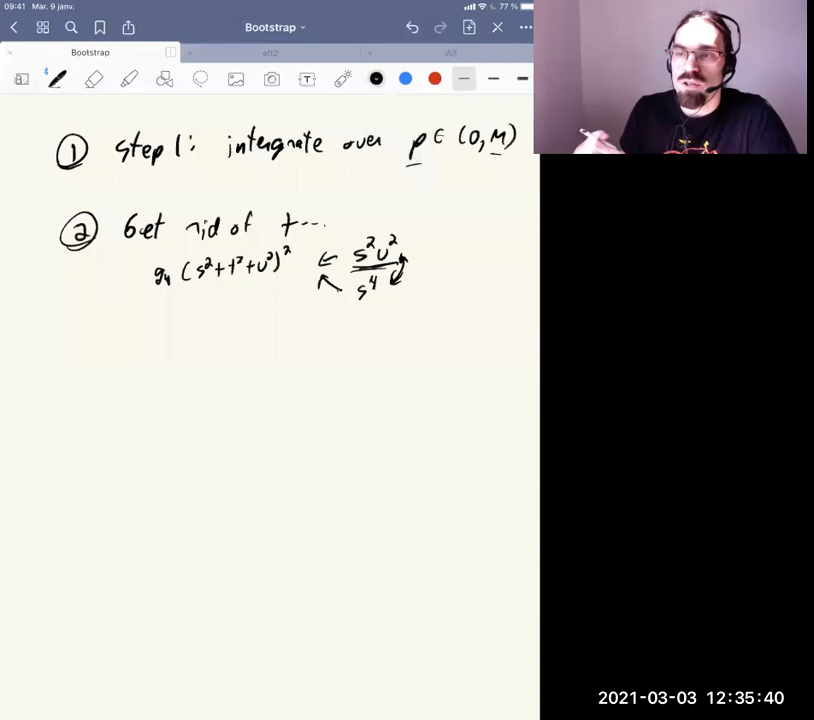 09:41 Mar. 9 janv.
77 %
Bootstrap
Bootstrap
eft2
① step 1: intergrate over p ∈ (0, M)
② Get rid of t...
g₄ (s²+t²+u²)² ← s²u²
s⁴
2021-03-03 12:35:40